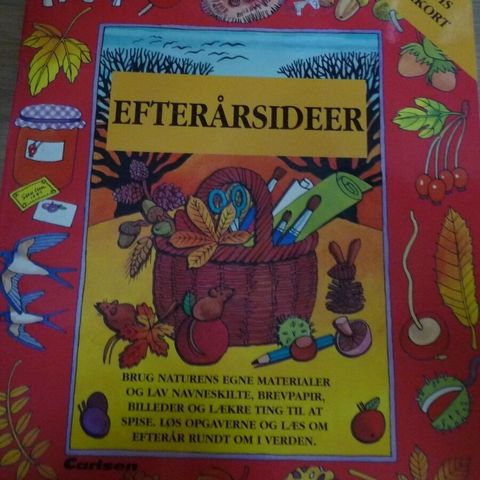 IS
KORT
EFTERÅRSIDEER
BRUG NATURENS EGNE MATERIALER
OG LAV NAVNESKILTE, BREVPAPIR,
BILLEDER OG LÆKRE TING TIL AT
SPISE. LØS OPGAVERNE OG LÆS OM
EFTERÅR RUNDT OM I VERDEN.
Carlsen